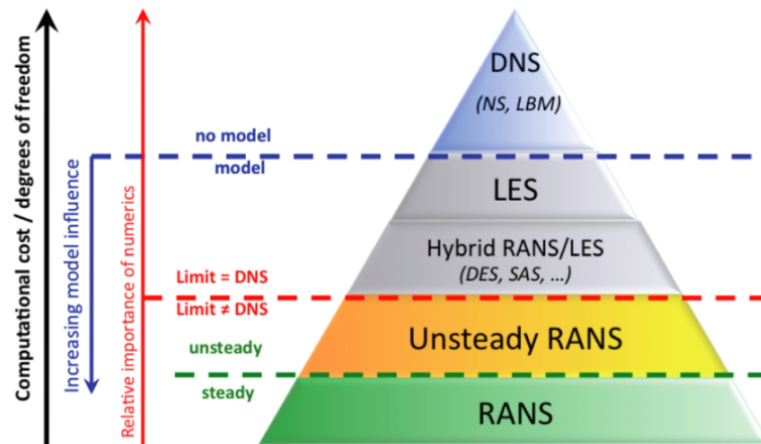 Computational cost / degrees of freedom
Increasing model influence
Relative importance of numerics
DNS
(NS, LBM)
no model
model
LES
Hybrid RANS/LES
(DES, SAS, ...)
Limit = DNS
Limit ≠ DNS
Unsteady RANS
unsteady
steady
RANS